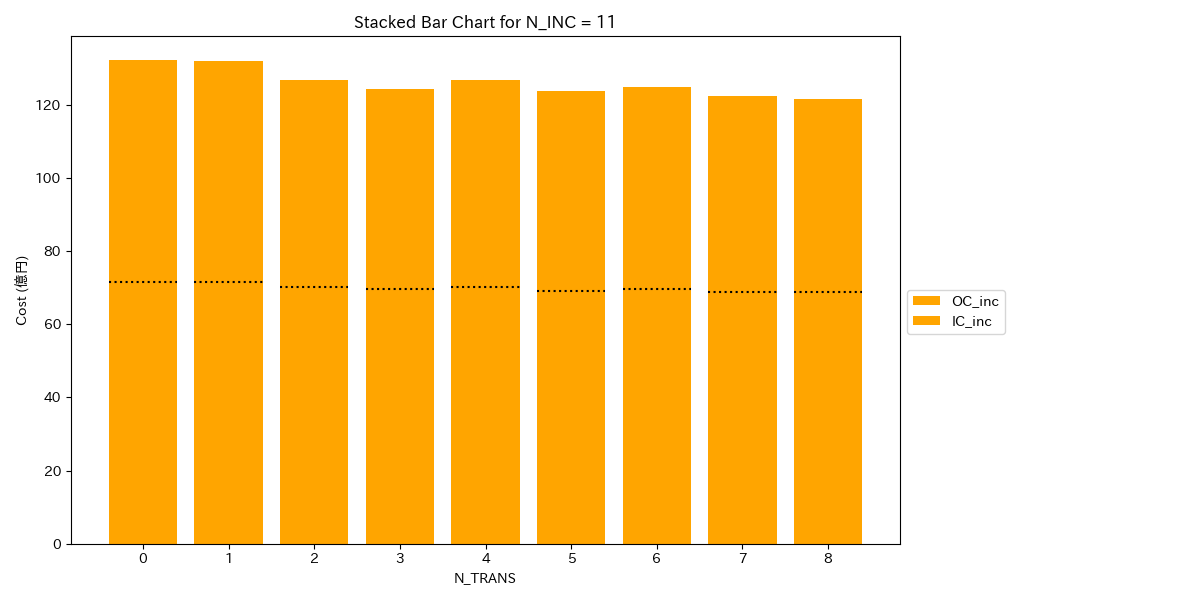 Stacked Bar Chart for N_INC = 11
Cost (億円)
120
100
80
60
40
20
0
0 1 2 3 4 5 6 7 8
N_TRANS
OC_inc
IC_inc